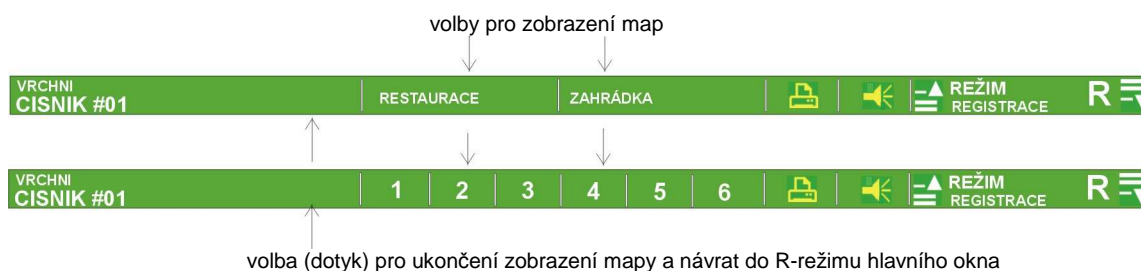 volby pro zobrazení map
VRCHNI
CISNIK #01
RESTAURACE
ZAHRÁDKA
REŽIM
REGISTRACE
R
VRCHNI
CISNIK #01
1 2 3 4 5 6
REŽIM
REGISTRACE
R
volba (dotyk) pro ukončení zobrazení mapy a návrat do R-režimu hlavního okna